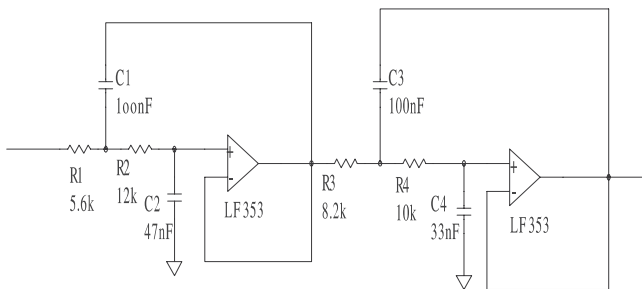 C1
1oonF
C3
100nF
+
-
R1
5.6k
R2
12k
C2
47nF
LF353
R3
8.2k
R4
10k
C4
33nF
+
-
LF353